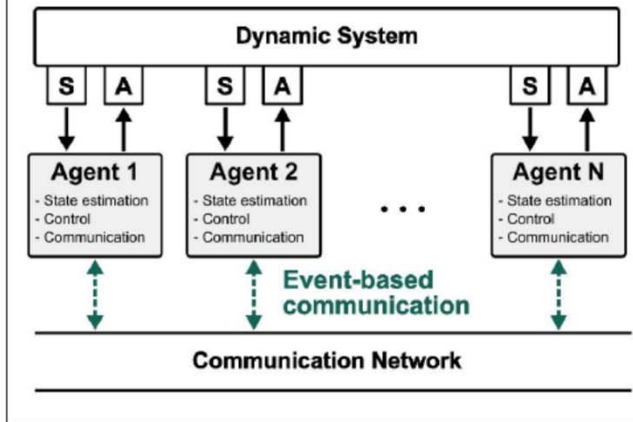 Dynamic System
S A S A S A
Agent 1 Agent 2 Agent N
- State estimation - State estimation - State estimation
- Control - Control - Control
- Communication - Communication - Communication
. . .
Event-based
communication
Communication Network